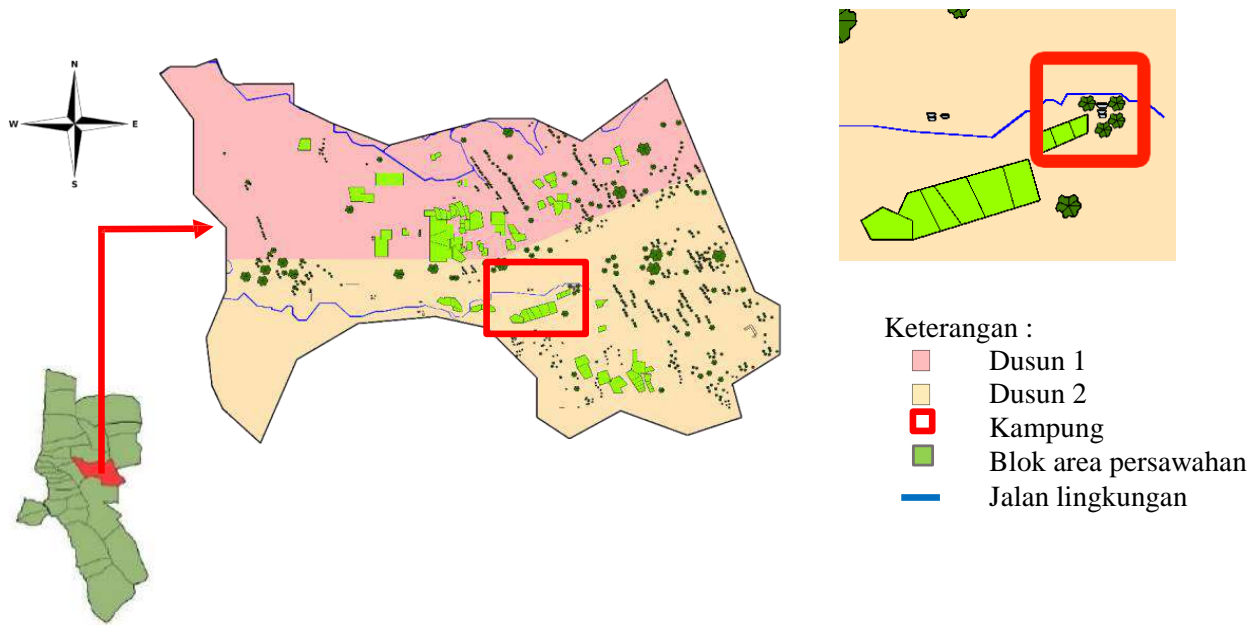 N
W
E
S
Keterangan :
Dusun 1
Dusun 2
Kampung
Blok area persawahan
Jalan lingkungan